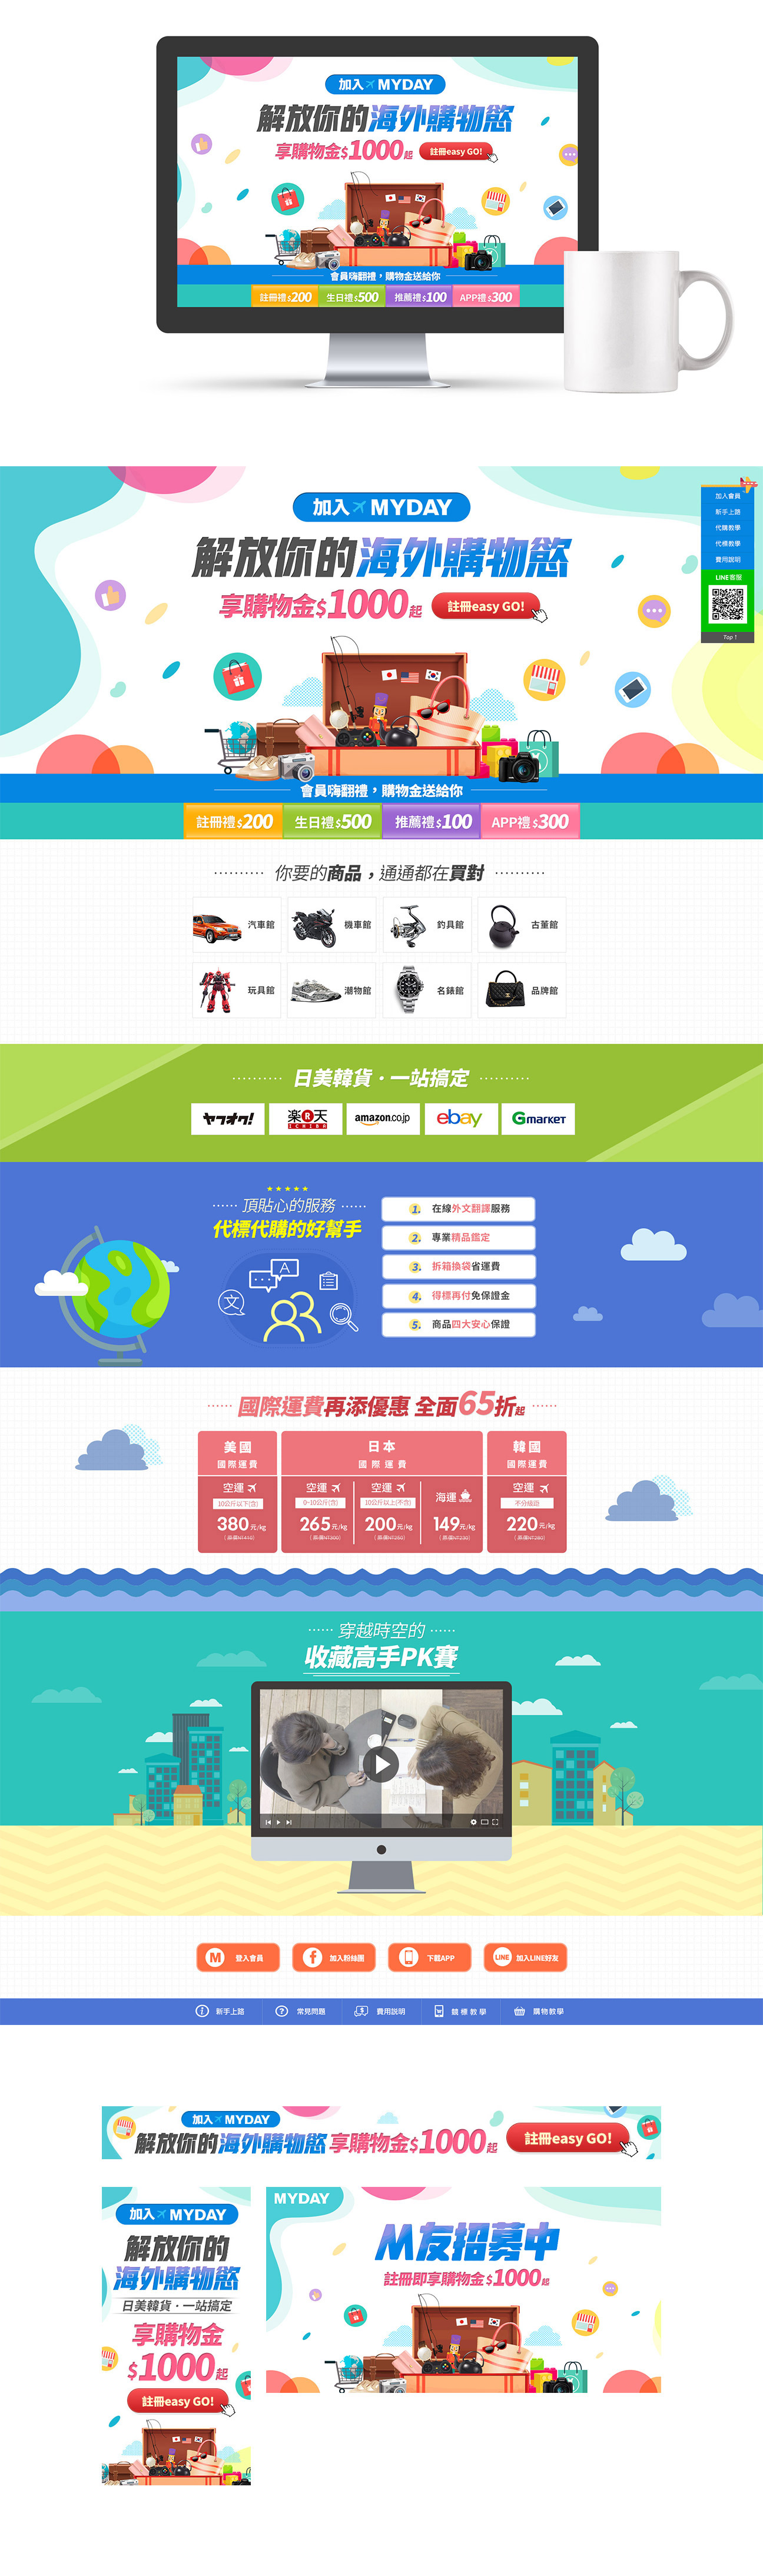 加入 MYDAY
解放你的海外購物慾
享購物金$1000起 註冊easy GO!
會員嗨翻禮，購物金送給你
註冊禮$200 生日禮$500 推薦禮$100 APP禮$300
加入 MYDAY
解放你的海外購物慾
享購物金$1000起 註冊easy GO!
會員嗨翻禮，購物金送給你
註冊禮$200 生日禮$500 推薦禮$100 APP禮$300
加入會員
新手上路
代購教學
代標教學
費用說明
LINE客服
Top↑
你要的商品，通通都在買對
汽車館 機車館 釣具館 古董館
玩具館 潮物館 名錶館 品牌館
日美韓貨·一站搞定
ヤフオク! 楽R天 ICHIBA amazon.co.jp ebay Gmarket
頂貼心的服務
代標代購的好幫手
A
文
1. 在線外文翻譯服務
2. 專業精品鑑定
3. 拆箱換袋省運費
4. 得標再付免保證金
5. 商品四大安心保證
國際運費再添優惠 全面65折起
美國 日本 韓國
國際運費 國際運費 國際運費
空運 空運 空運 海運 空運
10公斤以下(含) 0-10公斤(含) 10公斤以上(不含) 不分級距
380元/kg 265元/kg 200元/kg 149元/kg 220元/kg
穿越時空的
收藏高手PK賽
M 登入會員 f 加入粉絲團 下載APP LINE 加入LINE好友
新手上路 常見問題 費用說明 競標教學 購物教學
加入 MYDAY
解放你的海外購物慾 享購物金$1000起 註冊easy GO!
加入 MYDAY
解放你的
海外購物慾
日美韓貨·一站搞定
享購物金
$1000起
註冊easy GO!
MYDAY
M友招募中
註冊即享購物金$1000起